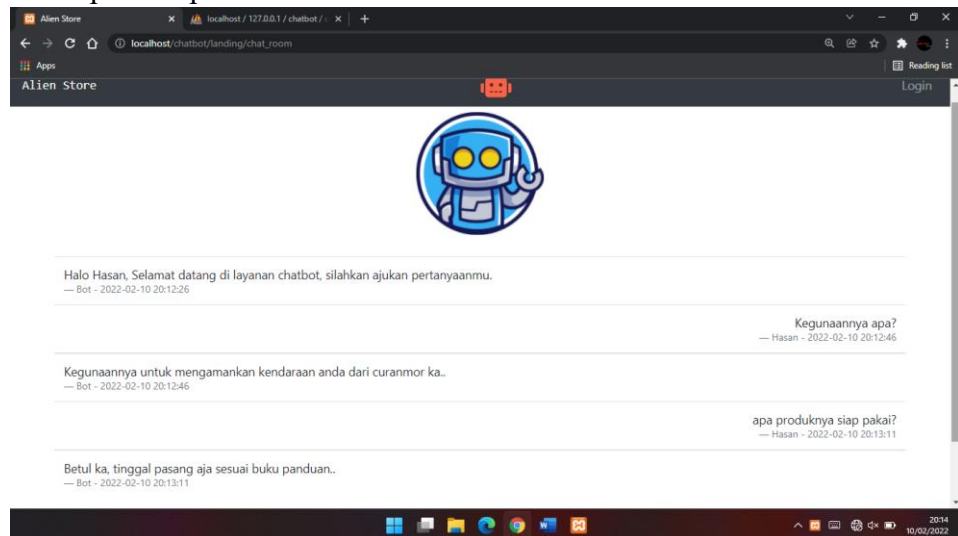 Alien Store
localhost / 127.0.0.1 / chatbot /
localhost/chatbot/landing/chat_room
Apps
Reading list
Alien Store
Login
Halo Hasan, Selamat datang di layanan chatbot, silahkan ajukan pertanyaanmu.
— Bot - 2022-02-10 20:12:26
Kegunaannya apa?
— Hasan - 2022-02-10 20:12:46
Kegunaannya untuk mengamankan kendaraan anda dari curanmor ka..
— Bot - 2022-02-10 20:12:46
apa produknya siap pakai?
— Hasan - 2022-02-10 20:13:11
Betul ka, tinggal pasang aja sesuai buku panduan..
— Bot - 2022-02-10 20:13:11
20:14
10/02/2022